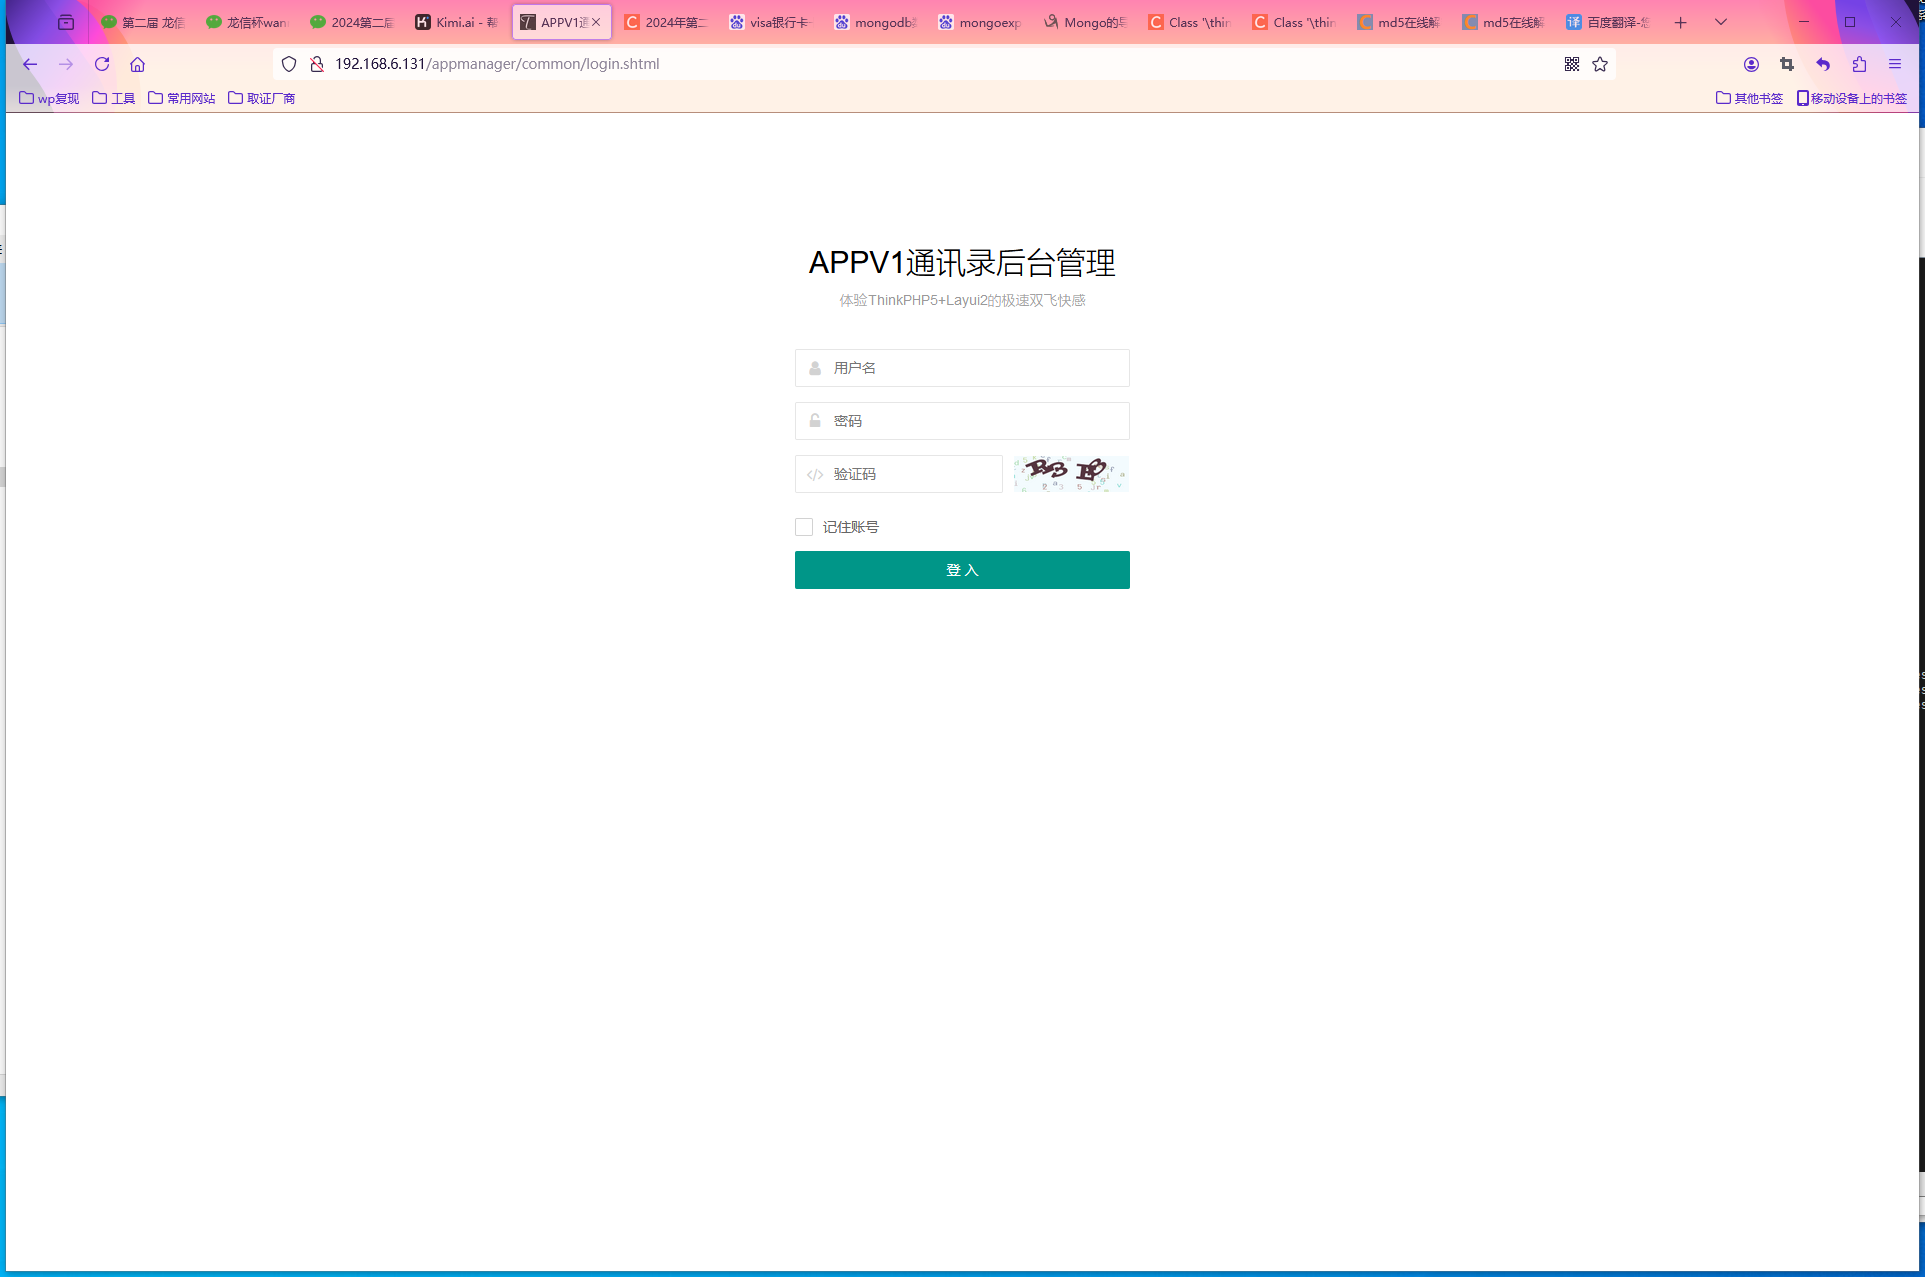 第二届 龙信
龙信杯wan
2024第二届
Kimi.ai - 帮
APPV1通
2024年第二
visa银行卡
mongodb
mongoexp
Mongo的导
Class '\thin
Class '\thin
md5在线解
md5在线解
百度翻译-您
192.168.6.131/appmanager/common/login.shtml
wp复现
工具
常用网站
取证厂商
其他书签
移动设备上的书签
APPV1通讯录后台管理
体验ThinkPHP5+Layui2的极速双飞快感
用户名
密码
验证码
记住账号
登 入